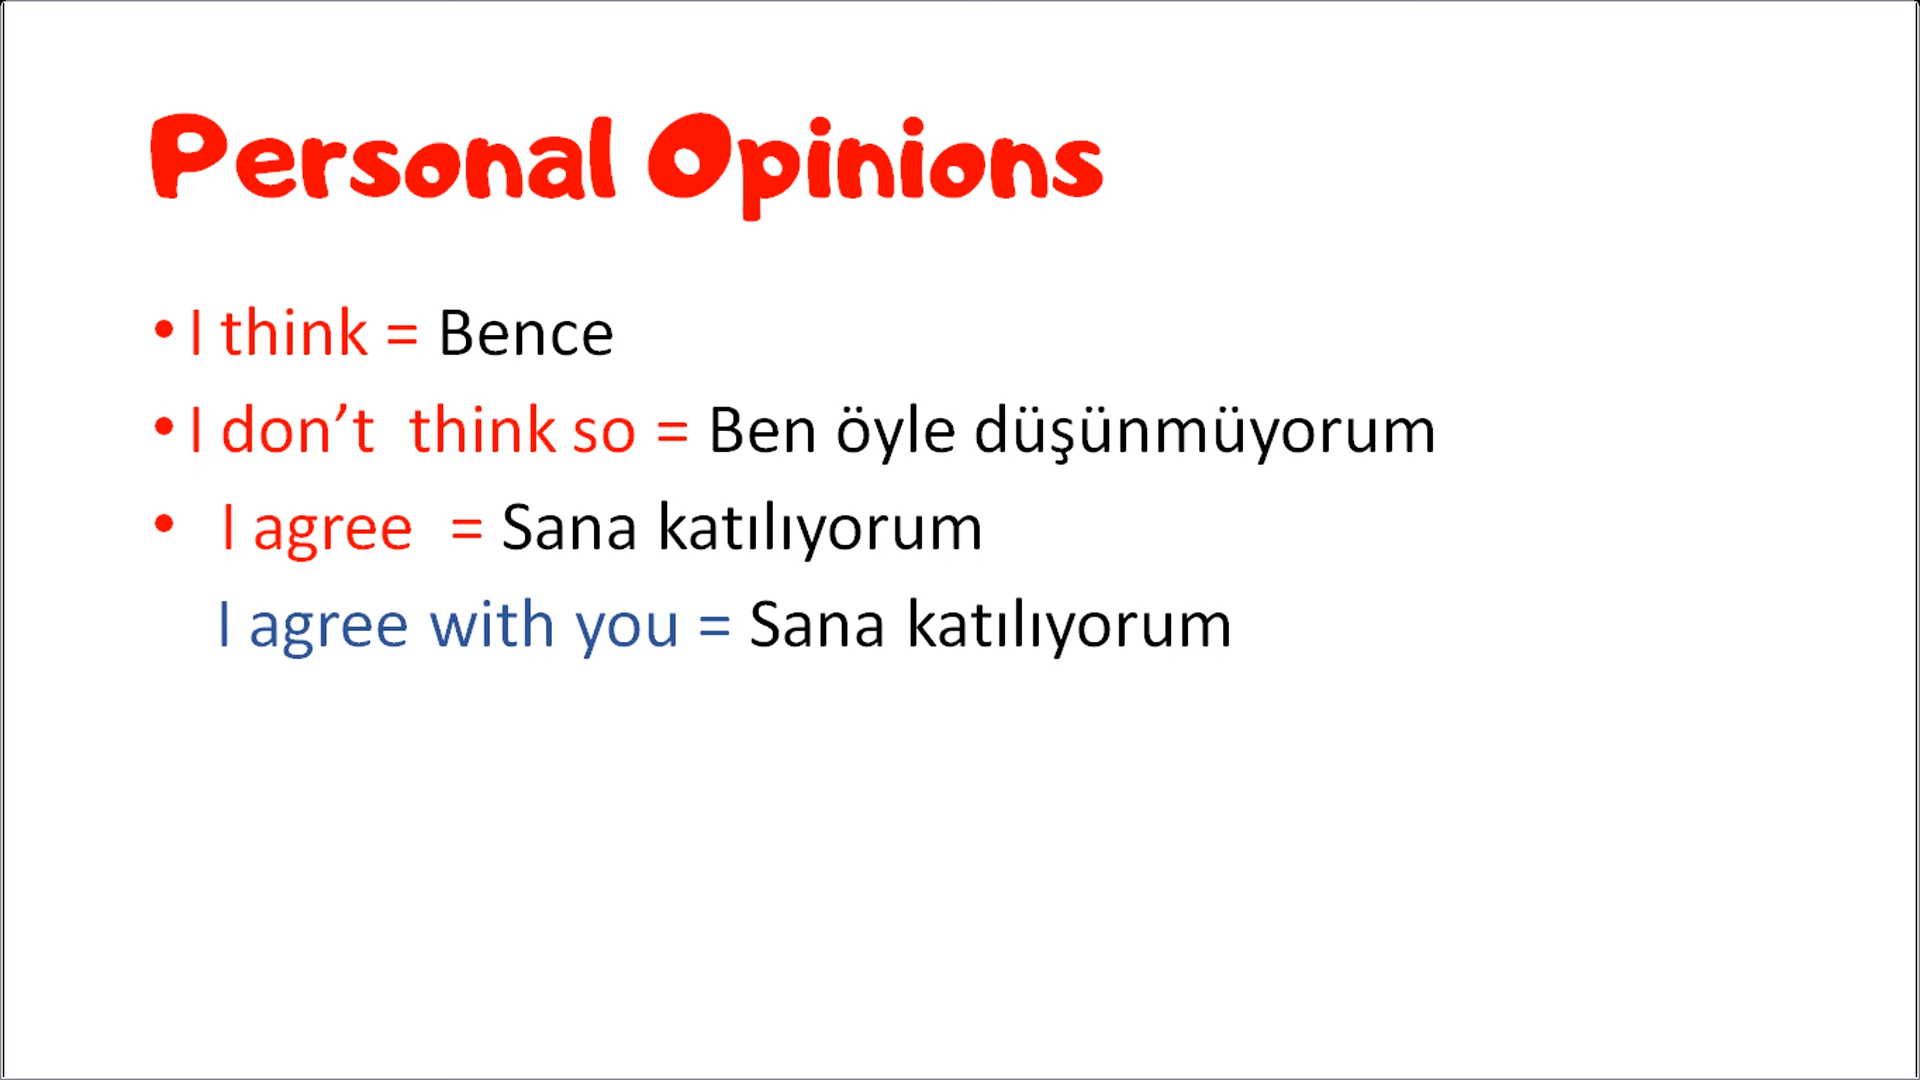 Personal Opinions
• I think = Bence
• I don’t think so = Ben öyle düşünmüyorum
• I agree = Sana katılıyorum
I agree with you = Sana katılıyorum